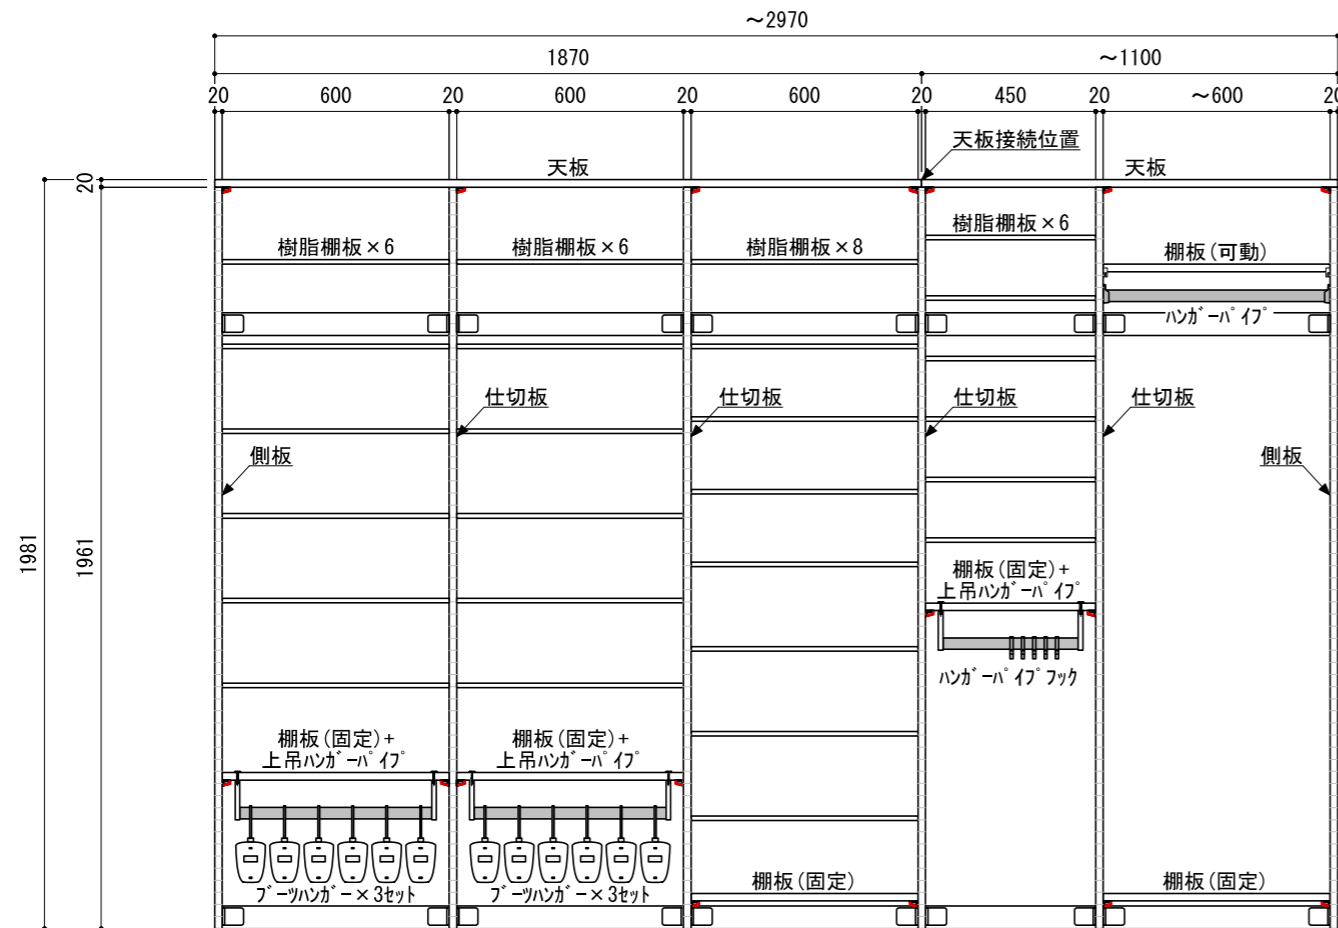 ～2970
1870
～1100
20
600
20
600
20
600
20
450
20
～600
20
天板接続位置
天板
天板
20
樹脂棚板×6
樹脂棚板×6
樹脂棚板×8
樹脂棚板×6
棚板(可動)
ﾊﾝｶﾞｰﾊﾟｲﾌﾟ
仕切板
仕切板
仕切板
仕切板
側板
側板
1981
1961
棚板(固定)+
上吊ﾊﾝｶﾞｰﾊﾟｲﾌﾟ
ﾊﾝｶﾞｰﾊﾟｲﾌﾟﾌｯｸ
棚板(固定)+
上吊ﾊﾝｶﾞｰﾊﾟｲﾌﾟ
棚板(固定)+
上吊ﾊﾝｶﾞｰﾊﾟｲﾌﾟ
ﾌﾞｰﾂﾊﾝｶﾞｰ×3ｾｯﾄ
ﾌﾞｰﾂﾊﾝｶﾞｰ×3ｾｯﾄ
棚板(固定)
棚板(固定)